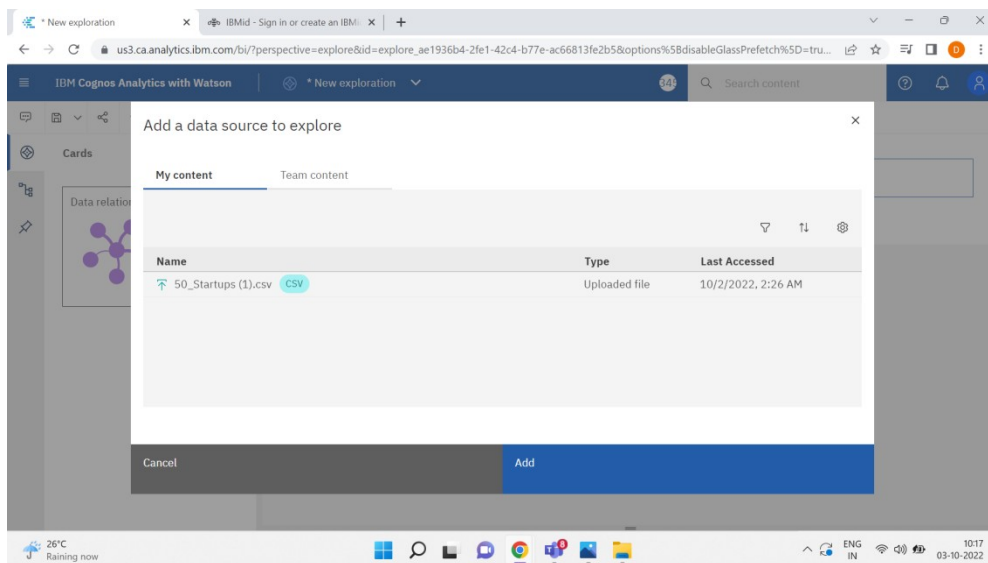 * New exploration
IBMid - Sign in or create an IBMi
us3.ca.analytics.ibm.com/bi/?perspective=explore&id=explore_ae1936b4-2fe1-42c4-b77e-ac66813fe2b5&options%5BdisableGlassPrefetch%5D=tru...
D
IBM Cognos Analytics with Watson
* New exploration
Search content
Cards
Data relation
Add a data source to explore
My content
Team content
Name
Type
Last Accessed
50_Startups (1).csv
CSV
Uploaded file
10/2/2022, 2:26 AM
Cancel
Add
26°C
Raining now
8
ENG
IN
10:17
03-10-2022